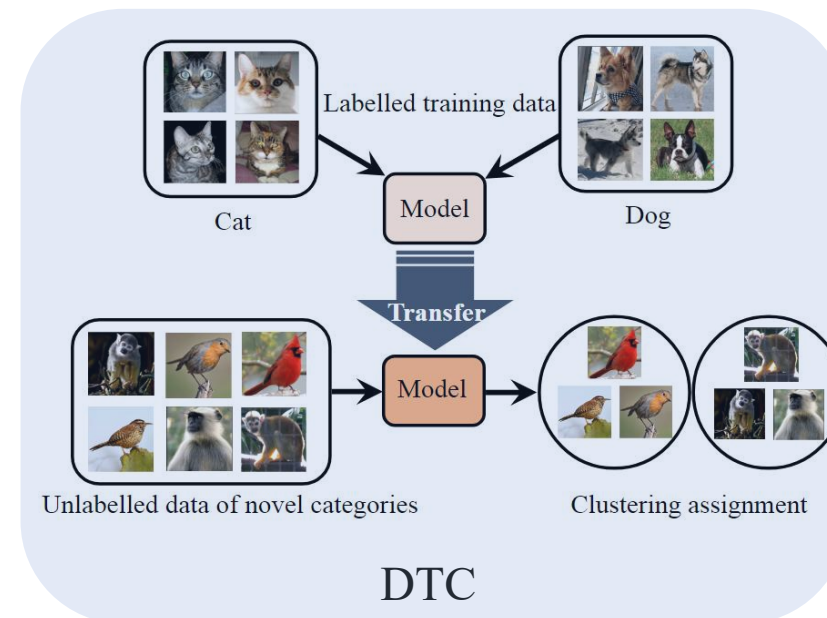 Labelled training data
Cat
Model
Dog
Transfer
Model
Unlabelled data of novel categories
Clustering assignment
DTC